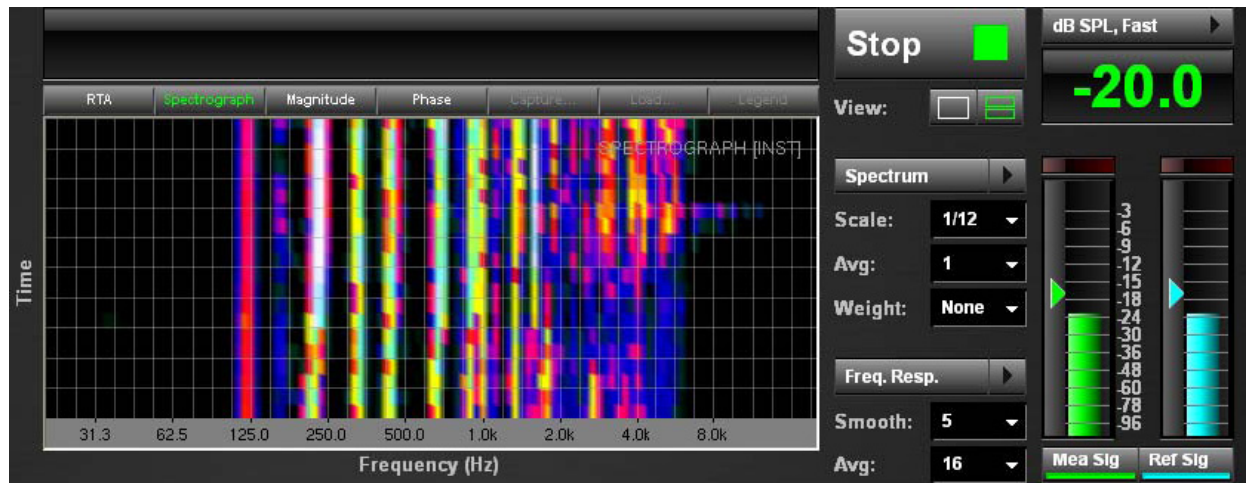 RTA Spectrograph Magnitude Phase Capture... Load... Legend
SPECTROGRAPH [INST]
Time
31.3 62.5 125.0 250.0 500.0 1.0k 2.0k 4.0k 8.0k
Frequency (Hz)
Stop
View:
Spectrum
Scale: 1/12
Avg: 1
Weight: None
Freq. Resp.
Smooth: 5
Avg: 16
dB SPL, Fast
-20.0
-3
-6
-9
-12
-15
-18
-24
-30
-36
-48
-60
-78
-96
Mea Sig Ref Sig